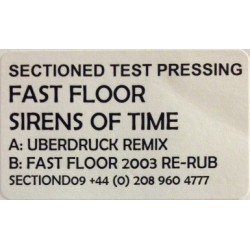 SECTIONED TEST PRESSING
FAST FLOOR
SIRENS OF TIME
A: UBERDRUCK REMIX
B: FAST FLOOR 2003 RE-RUB
SECTIOND09 +44 (0) 208 960 4777